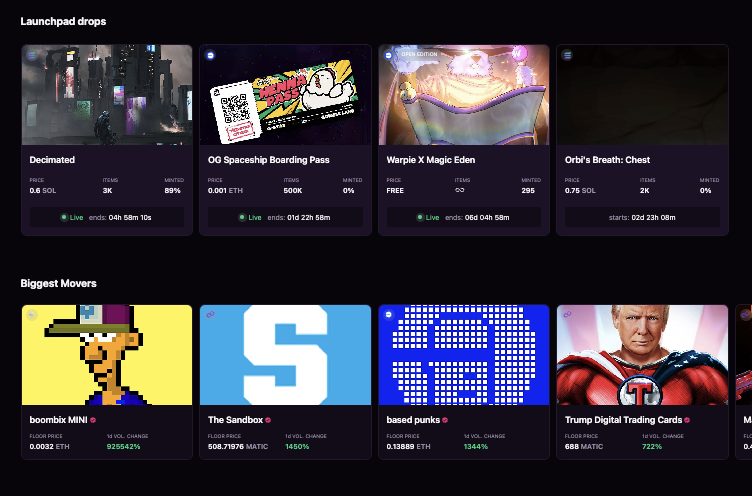 Launchpad drops
OPEN EDITION
HENNA
PASS
Decimated
OG Spaceship Boarding Pass
Warpie X Magic Eden
Orbi's Breath: Chest
PRICE ITEMS MINTED
0.6 SOL 3K 89%
PRICE ITEMS MINTED
0.001 ETH 500K 0%
PRICE ITEMS MINTED
FREE ∞ 295
PRICE ITEMS MINTED
0.75 SOL 2K 0%
Live ends: 04h 58m 10s
Live ends: 01d 22h 58m
Live ends: 06d 04h 58m
starts: 02d 23h 08m
Biggest Movers
S
T
boombix MINI
The Sandbox
based punks
Trump Digital Trading Cards
FLOOR PRICE 1d VOL. CHANGE
0.0032 ETH 925542%
FLOOR PRICE 1d VOL. CHANGE
508.71976 MATIC 1450%
FLOOR PRICE 1d VOL. CHANGE
0.13889 ETH 1344%
FLOOR PRICE 1d VOL. CHANGE
688 MATIC 722%